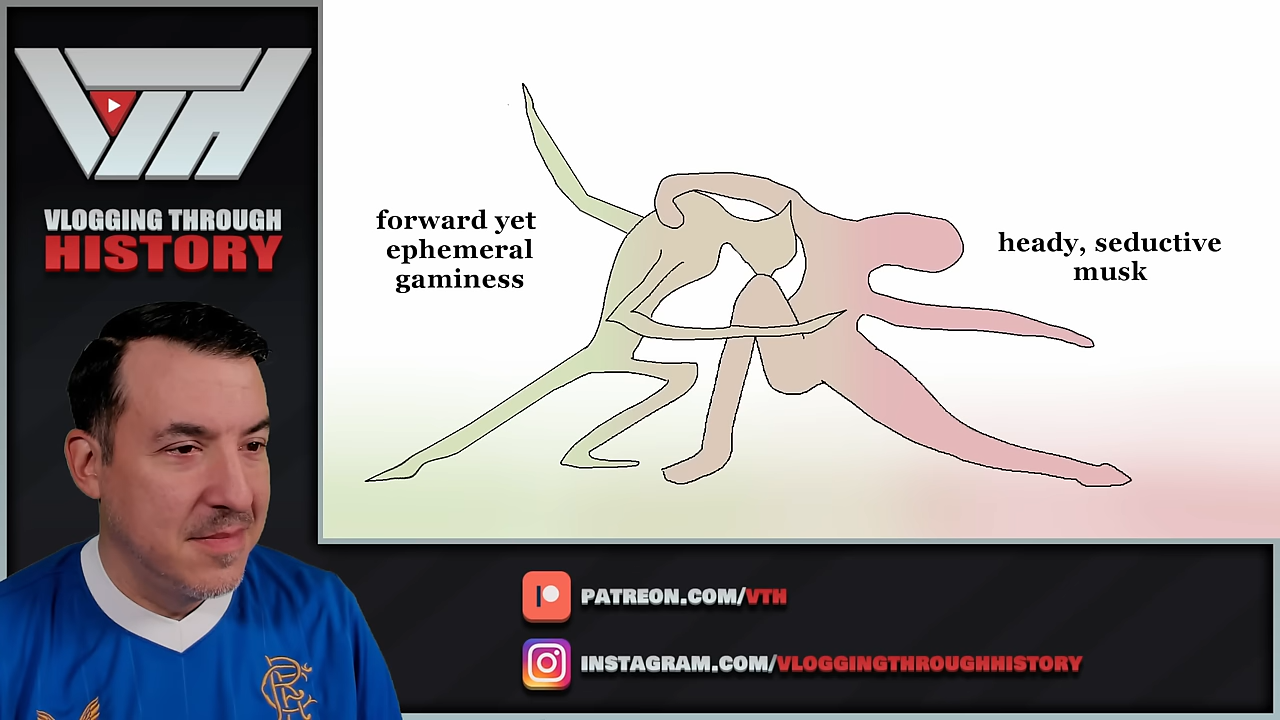 VTH
VLOGGING THROUGH
HISTORY
forward yet
ephemeral
gaminess
heady, seductive
musk
PATREON.COM/VTH
INSTAGRAM.COM/VLOGGINGTHROUGHHISTORY